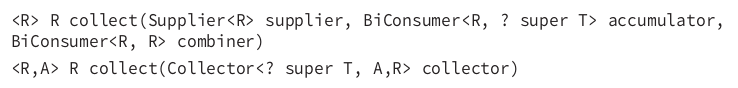 <R> R collect(Supplier<R> supplier, BiConsumer<R, ? super T> accumulator,
BiConsumer<R, R> combiner)
<R,A> R collect(Collector<? super T, A,R> collector)